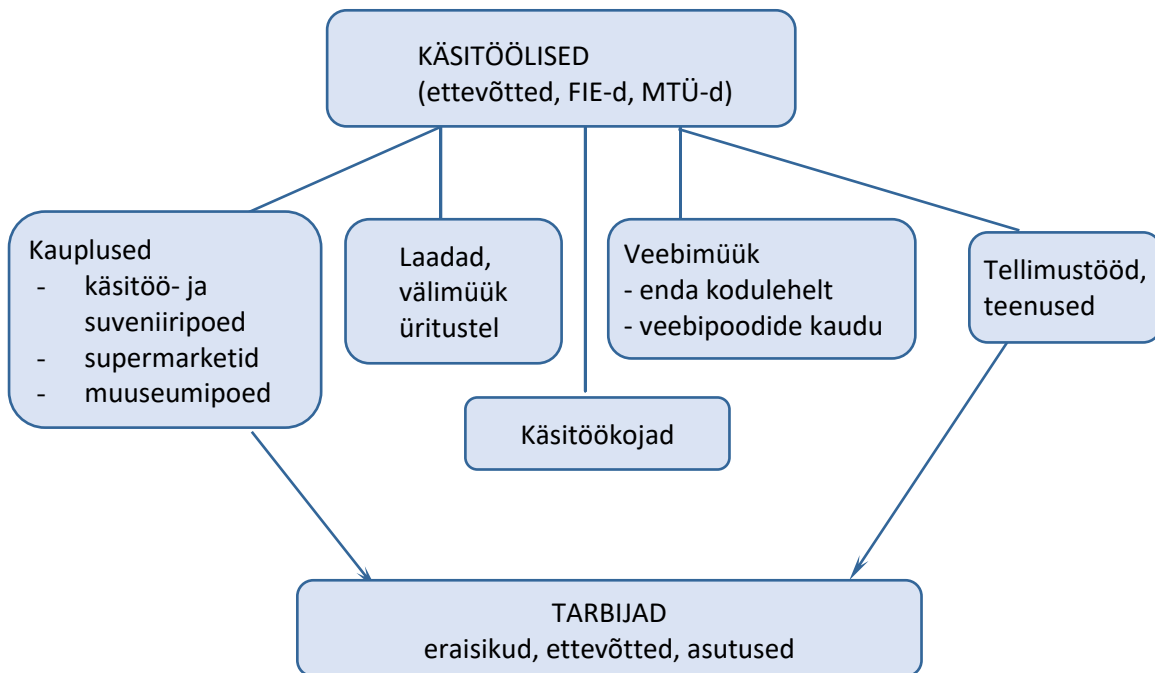 KÄSITÖÖLISED
(ettevõtted, FIE-d, MTÜ-d)
Kauplused
- käsitöö- ja
suveniiripoed
- supermarketid
- muuseumipoed
Laadad,
välimüük
üritustel
Veebimüük
- enda kodulehelt
- veebipoodide kaudu
Tellimustööd,
teenused
Käsitöökojad
TARBIJAD
eraisikud, ettevõtted, asutused